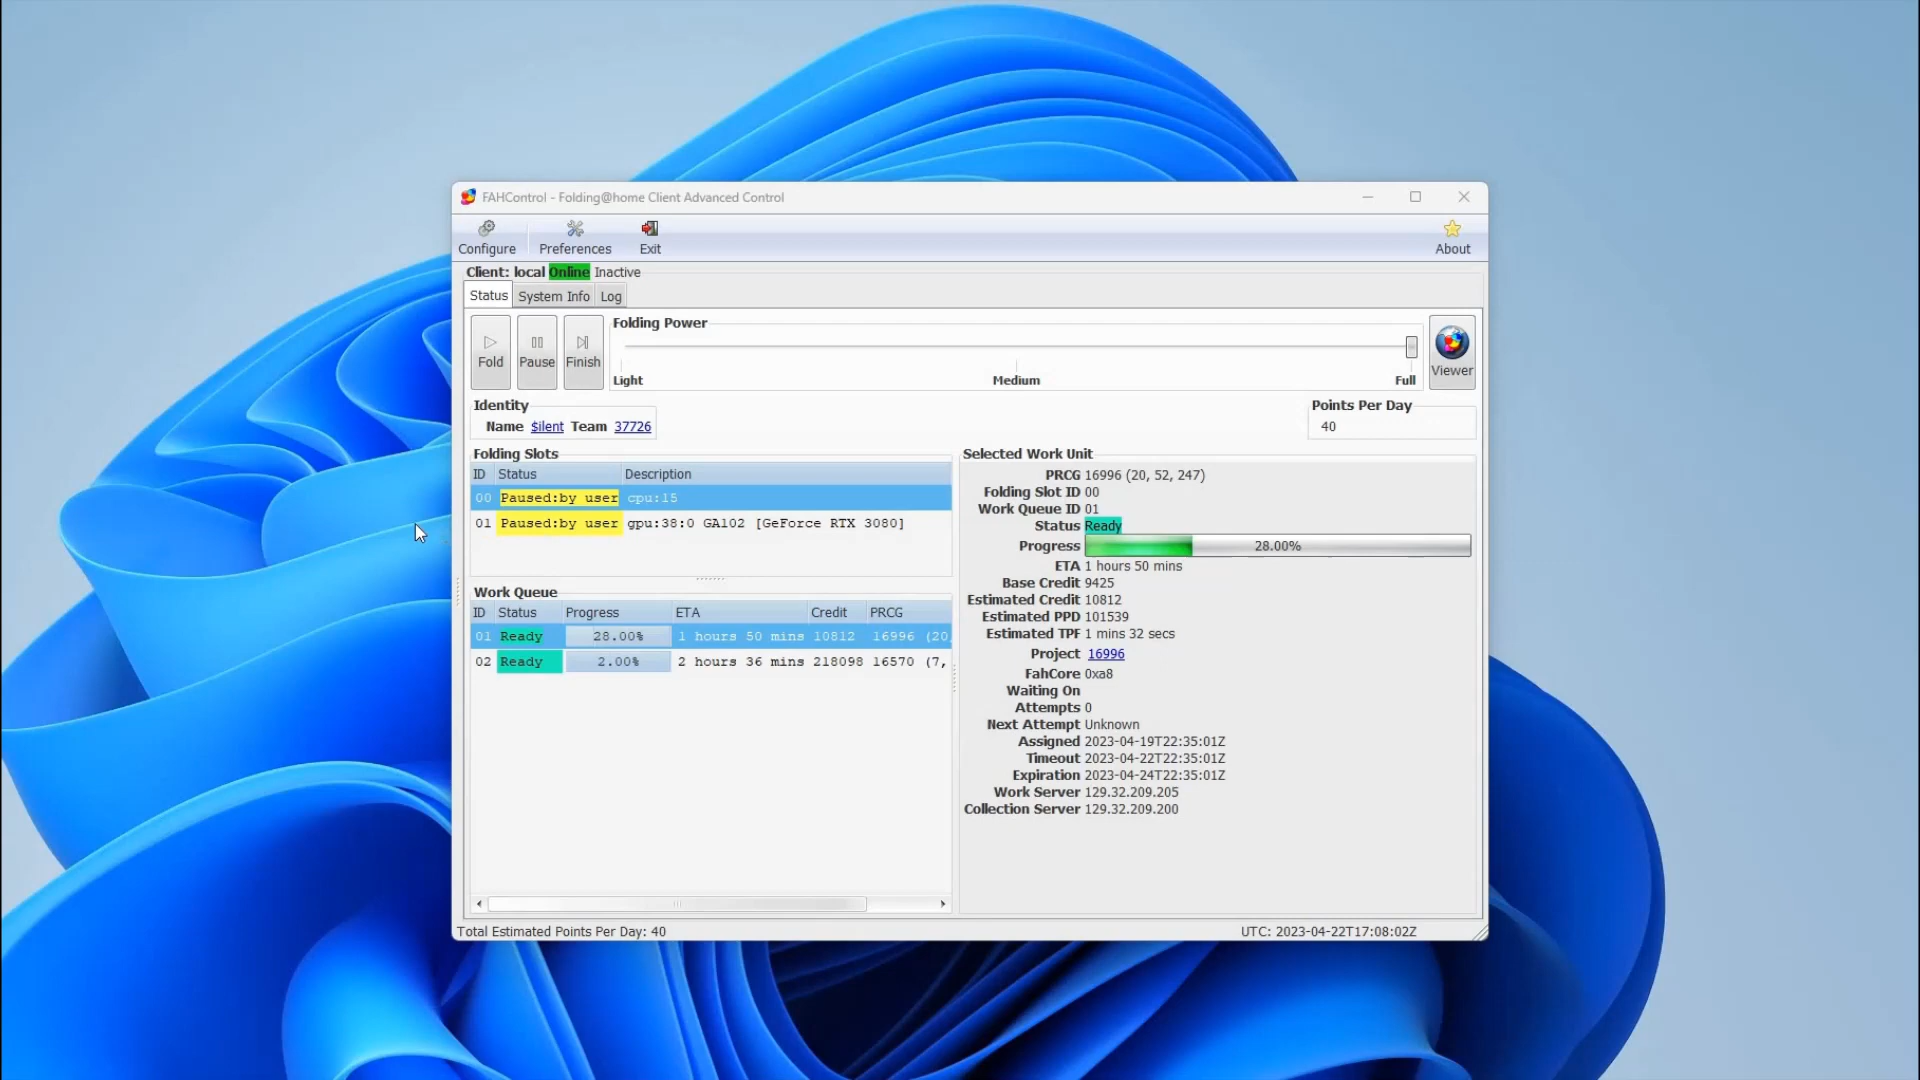 FAHControl - Folding@home Client Advanced Control
Configure
Preferences
Exit
About
Client: local Online Inactive
Status
System Info
Log
Fold
Pause
Finish
Folding Power
Light
Medium
Full
Viewer
Identity
Name $ilent Team 37726
Points Per Day
40
Folding Slots
ID Status Description
00 Paused:by user cpu:15
01 Paused:by user gpu:38:0 GA102 [GeForce RTX 3080]
Work Queue
ID Status Progress ETA Credit PRCG
01 Ready 28.00% 1 hours 50 mins 10812 16996 (20,
02 Ready 2.00% 2 hours 36 mins 218098 16570 (7,
Selected Work Unit
PRCG 16996 (20, 52, 247)
Folding Slot ID 00
Work Queue ID 01
Status Ready
Progress 28.00%
ETA 1 hours 50 mins
Base Credit 9425
Estimated Credit 10812
Estimated PPD 101539
Estimated TPF 1 mins 32 secs
Project 16996
FahCore 0xa8
Waiting On
Attempts 0
Next Attempt Unknown
Assigned 2023-04-19T22:35:01Z
Timeout 2023-04-22T22:35:01Z
Expiration 2023-04-24T22:35:01Z
Work Server 129.32.209.205
Collection Server 129.32.209.200
Total Estimated Points Per Day: 40
UTC: 2023-04-22T17:08:02Z